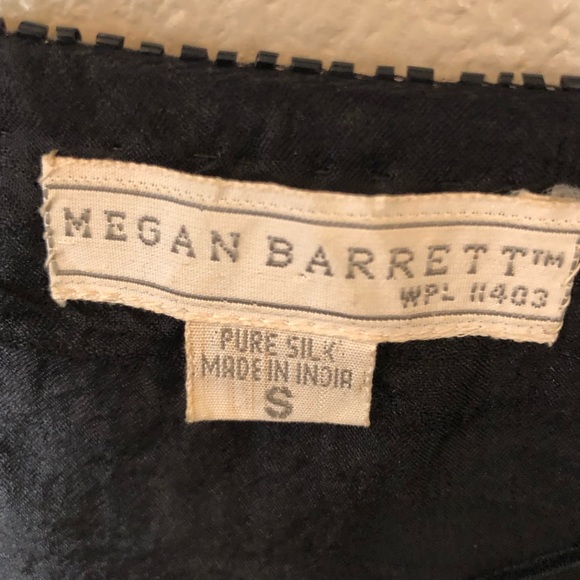 MEGAN BARRETT™
WPL 11403
PURE SILK
MADE IN INDIA
S